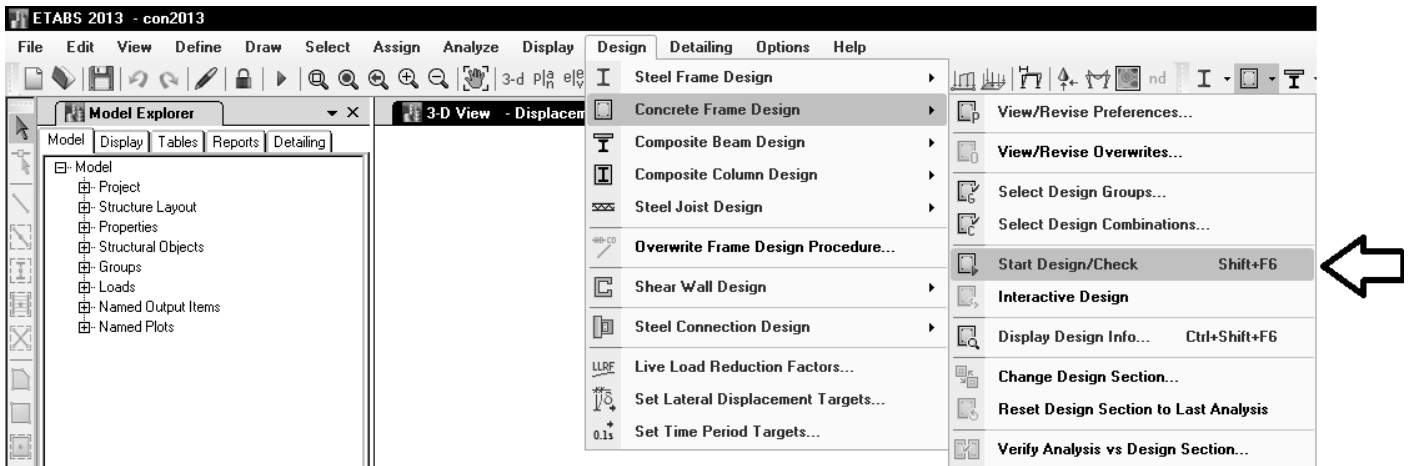 ETABS 2013 - con2013
File Edit View Define Draw Select Assign Analyze Display Design Detailing Options Help
3-d nd
Model Explorer
Model Display Tables Reports Detailing
Model
Project
Structure Layout
Properties
Structural Objects
Groups
Loads
Named Output Items
Named Plots
3-D View - Displacem
Steel Frame Design
Concrete Frame Design
Composite Beam Design
Composite Column Design
Steel Joist Design
Overwrite Frame Design Procedure...
Shear Wall Design
Steel Connection Design
LLRF Live Load Reduction Factors...
Set Lateral Displacement Targets...
0.1s Set Time Period Targets...
View/Revise Preferences...
View/Revise Overwrites...
Select Design Groups...
Select Design Combinations...
Start Design/Check Shift+F6
Interactive Design
Display Design Info... Ctrl+Shift+F6
Change Design Section...
Reset Design Section to Last Analysis
Verify Analysis vs Design Section...